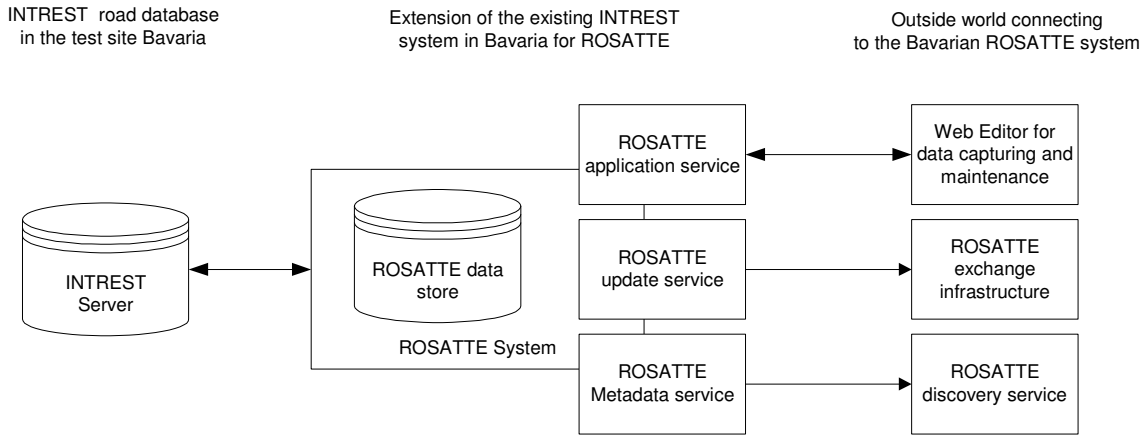 INTREST road database
in the test site Bavaria
Extension of the existing INTREST
system in Bavaria for ROSATTE
Outside world connecting
to the Bavarian ROSATTE system
INTREST
Server
ROSATTE data
store
ROSATTE System
ROSATTE
application service
ROSATTE
update service
ROSATTE
Metadata service
Web Editor for
data capturing and
maintenance
ROSATTE
exchange
infrastructure
ROSATTE
discovery service